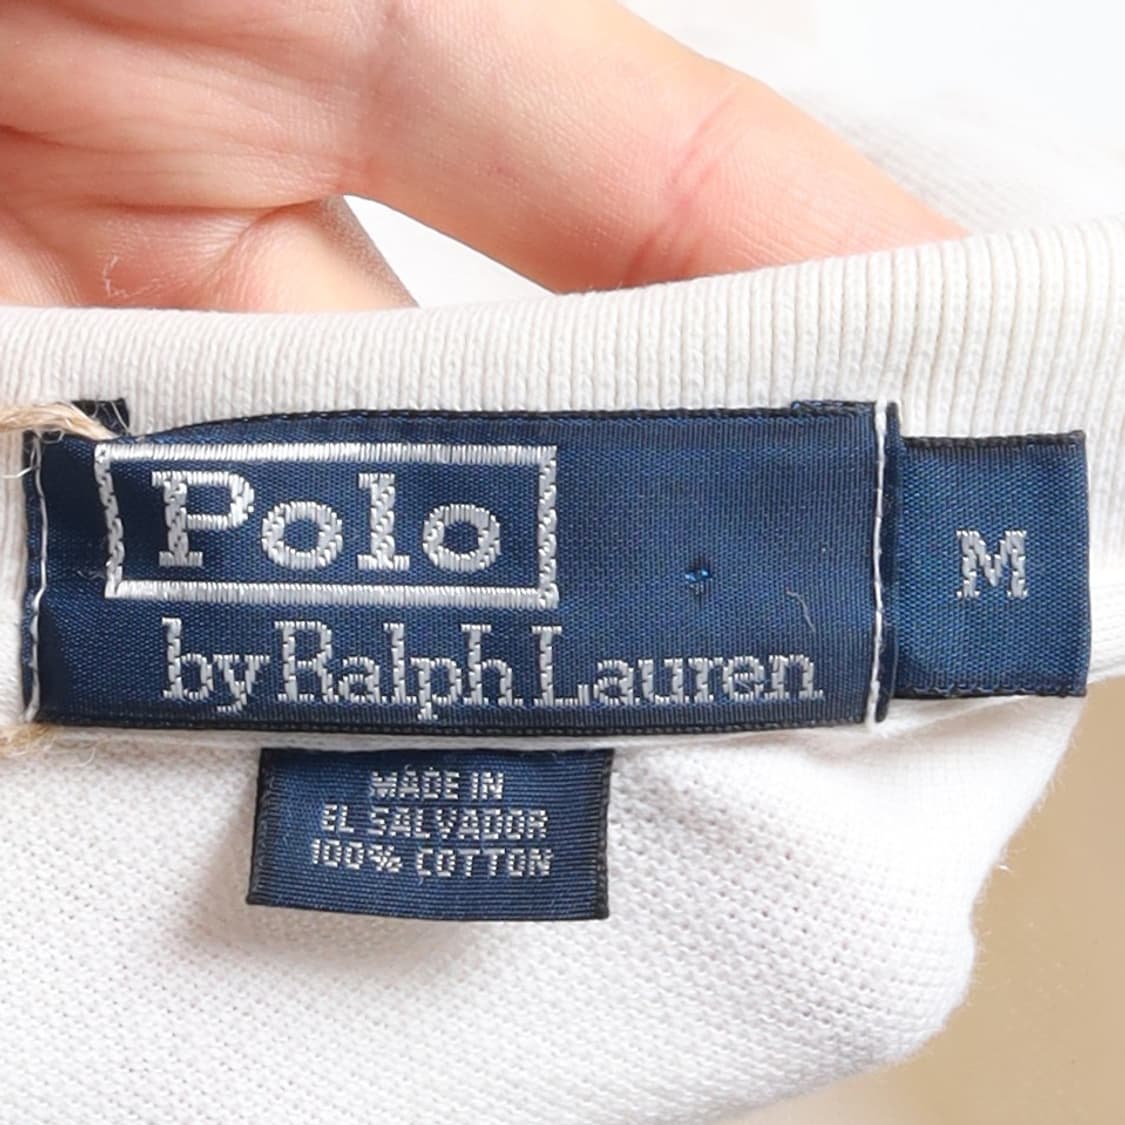 Polo
by Ralph Lauren
M
MADE IN
EL SALVADOR
100% COTTON